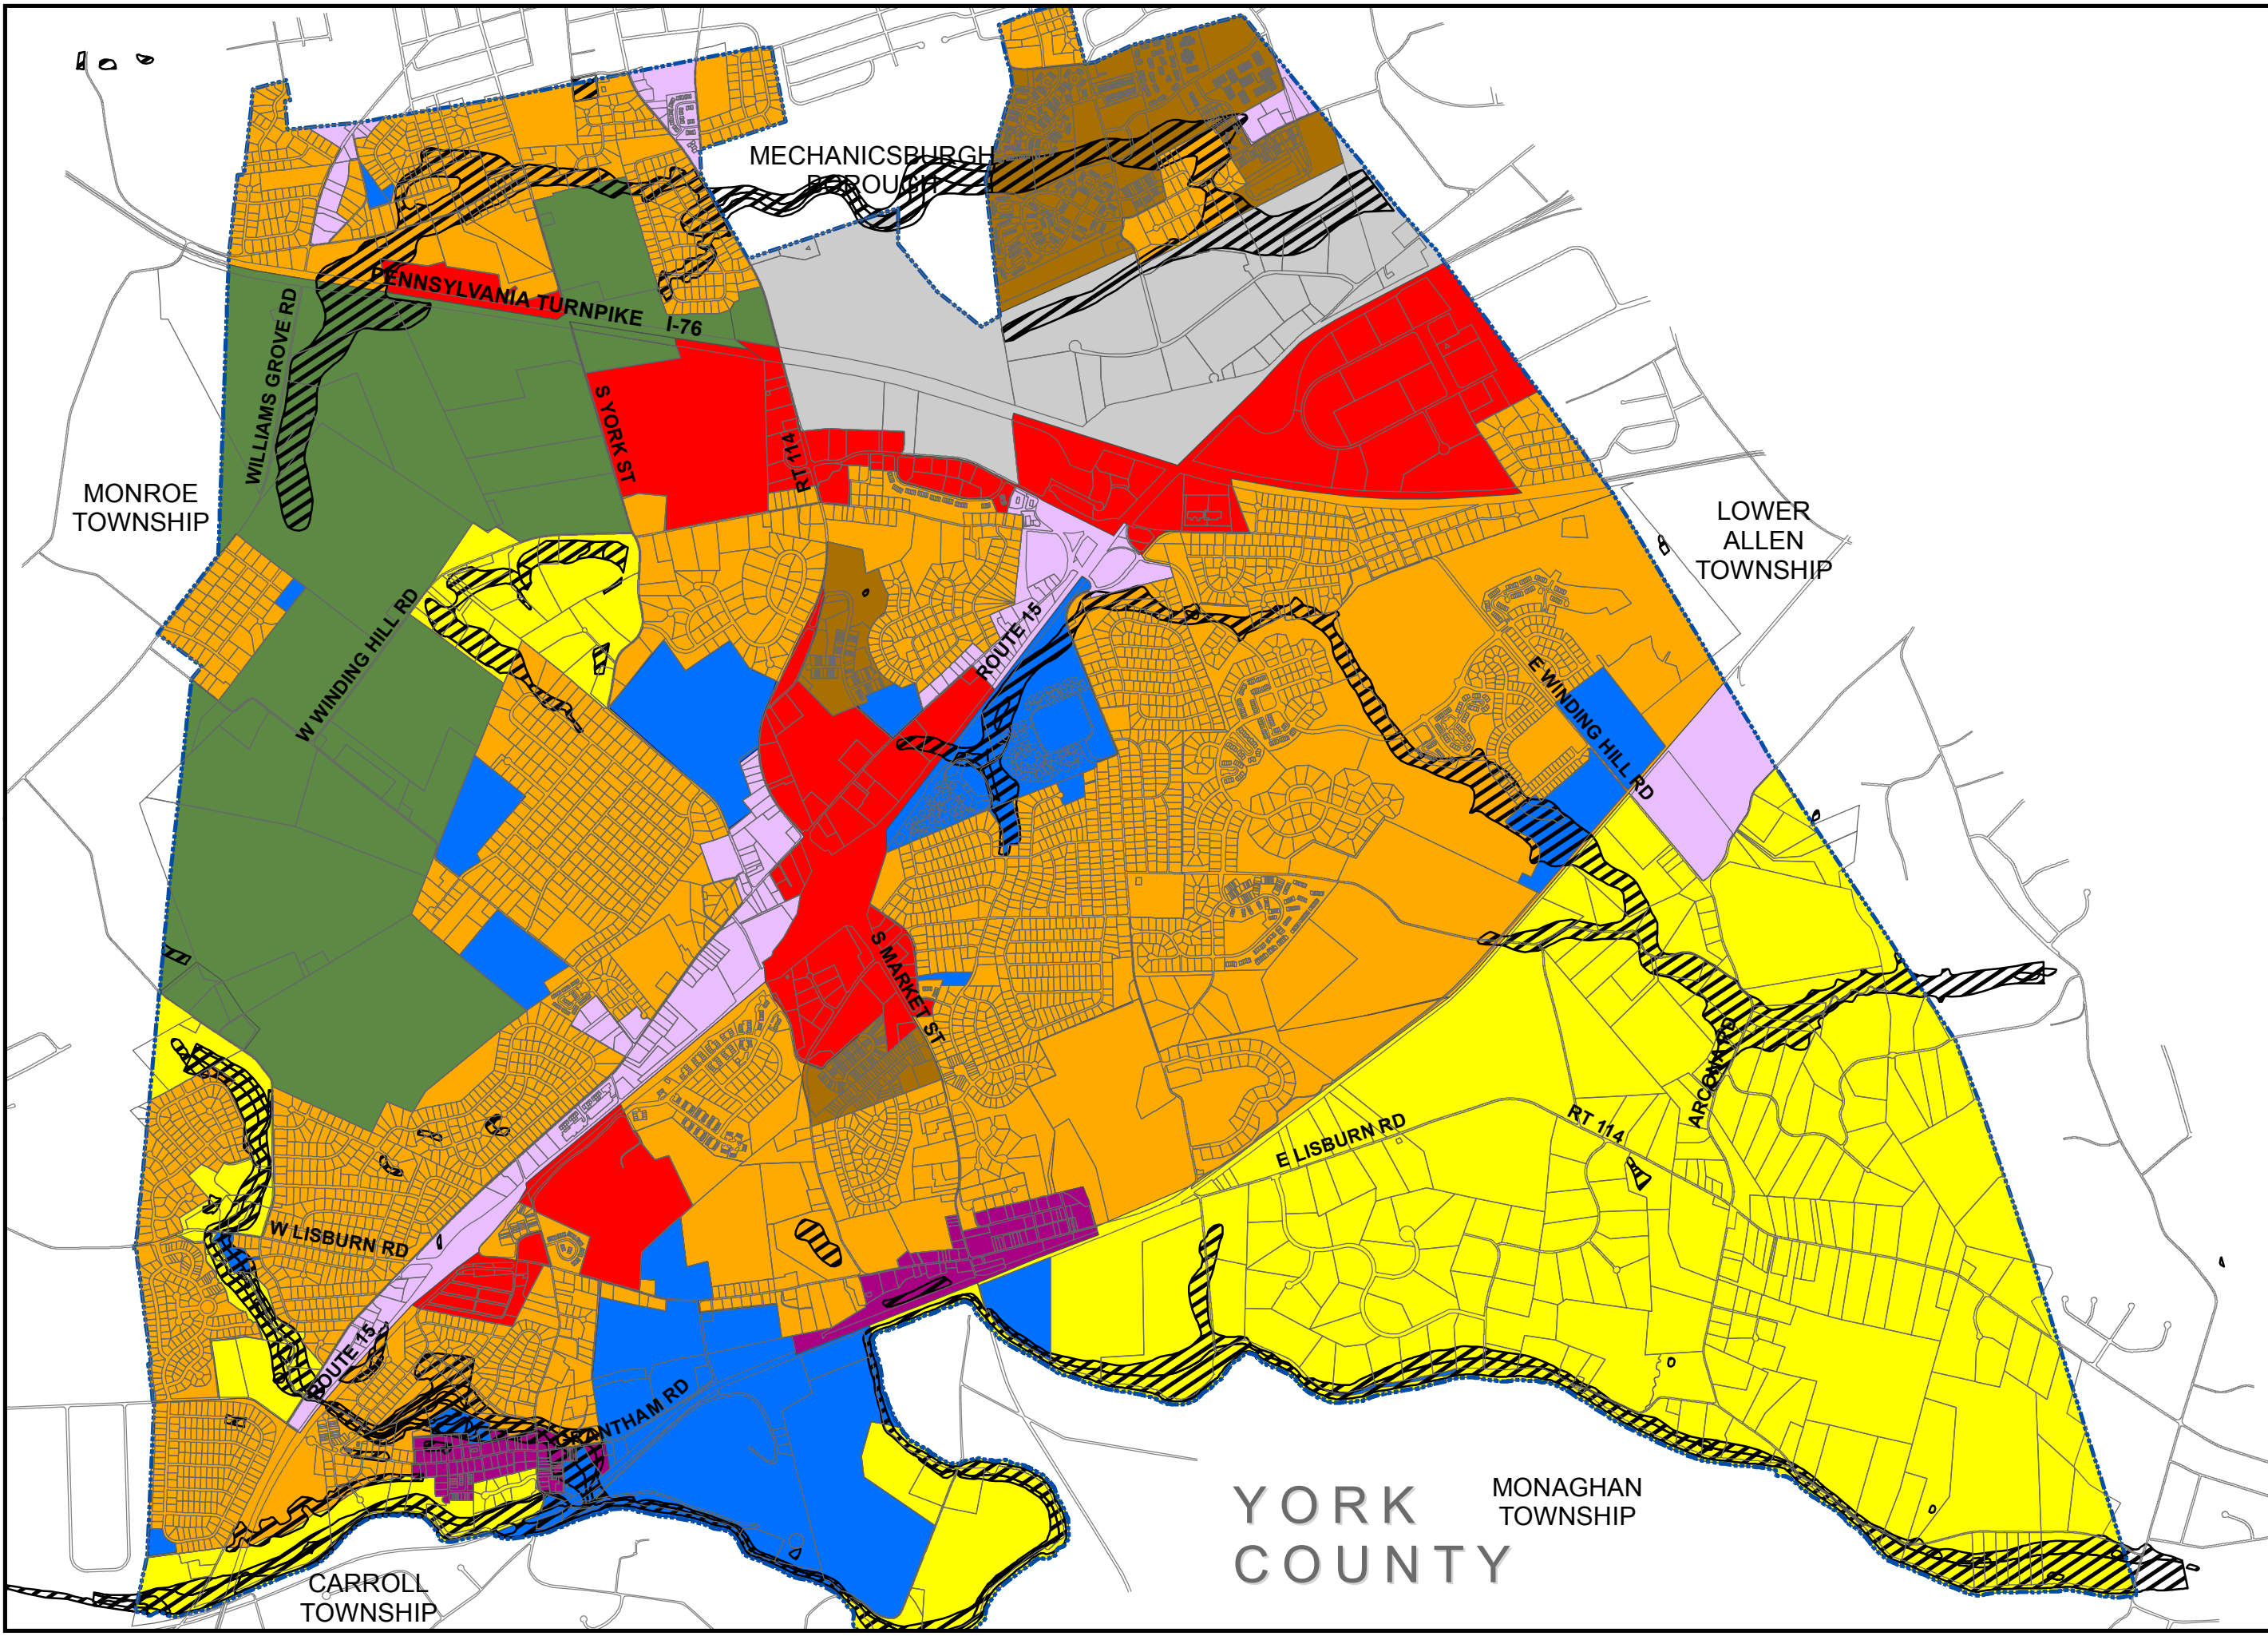 MECHANICSBURGH
BOROUGH
PENNSYLVANIA TURNPIKE I-76
WILLIAMS GROVE RD
S YORK ST
RT 114
MONROE
TOWNSHIP
LOWER
ALLEN
TOWNSHIP
W WINDING HILL RD
ROUTE 15
E WINDING HILL RD
S MARKET ST
ARCONA RD
E LISBURN RD
RT 114
W LISBURN RD
ROUTE 15
GRANTHAM RD
YORK
COUNTY
MONAGHAN
TOWNSHIP
CARROLL
TOWNSHIP